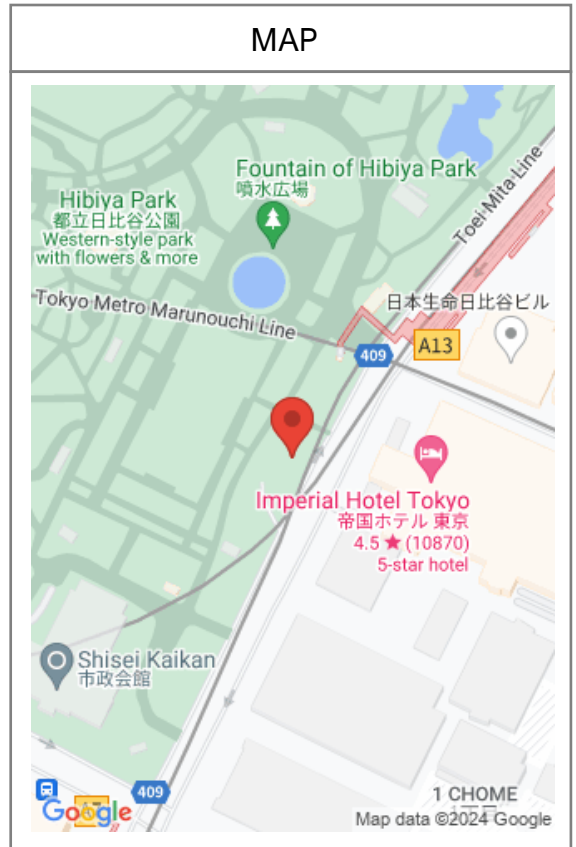 MAP
Fountain of Hibiya Park
噴水広場
Hibiya Park
都立日比谷公園
Western-style park
with flowers & more
Toei Mita Line
Tokyo Metro Marunouchi Line
日本生命日比谷ビル
A13
409
Imperial Hotel Tokyo
帝国ホテル 東京
4.5 ★ (10870)
5-star hotel
Shisei Kaikan
市政会館
409
1 CHOME
Google
Map data ©2024 Google